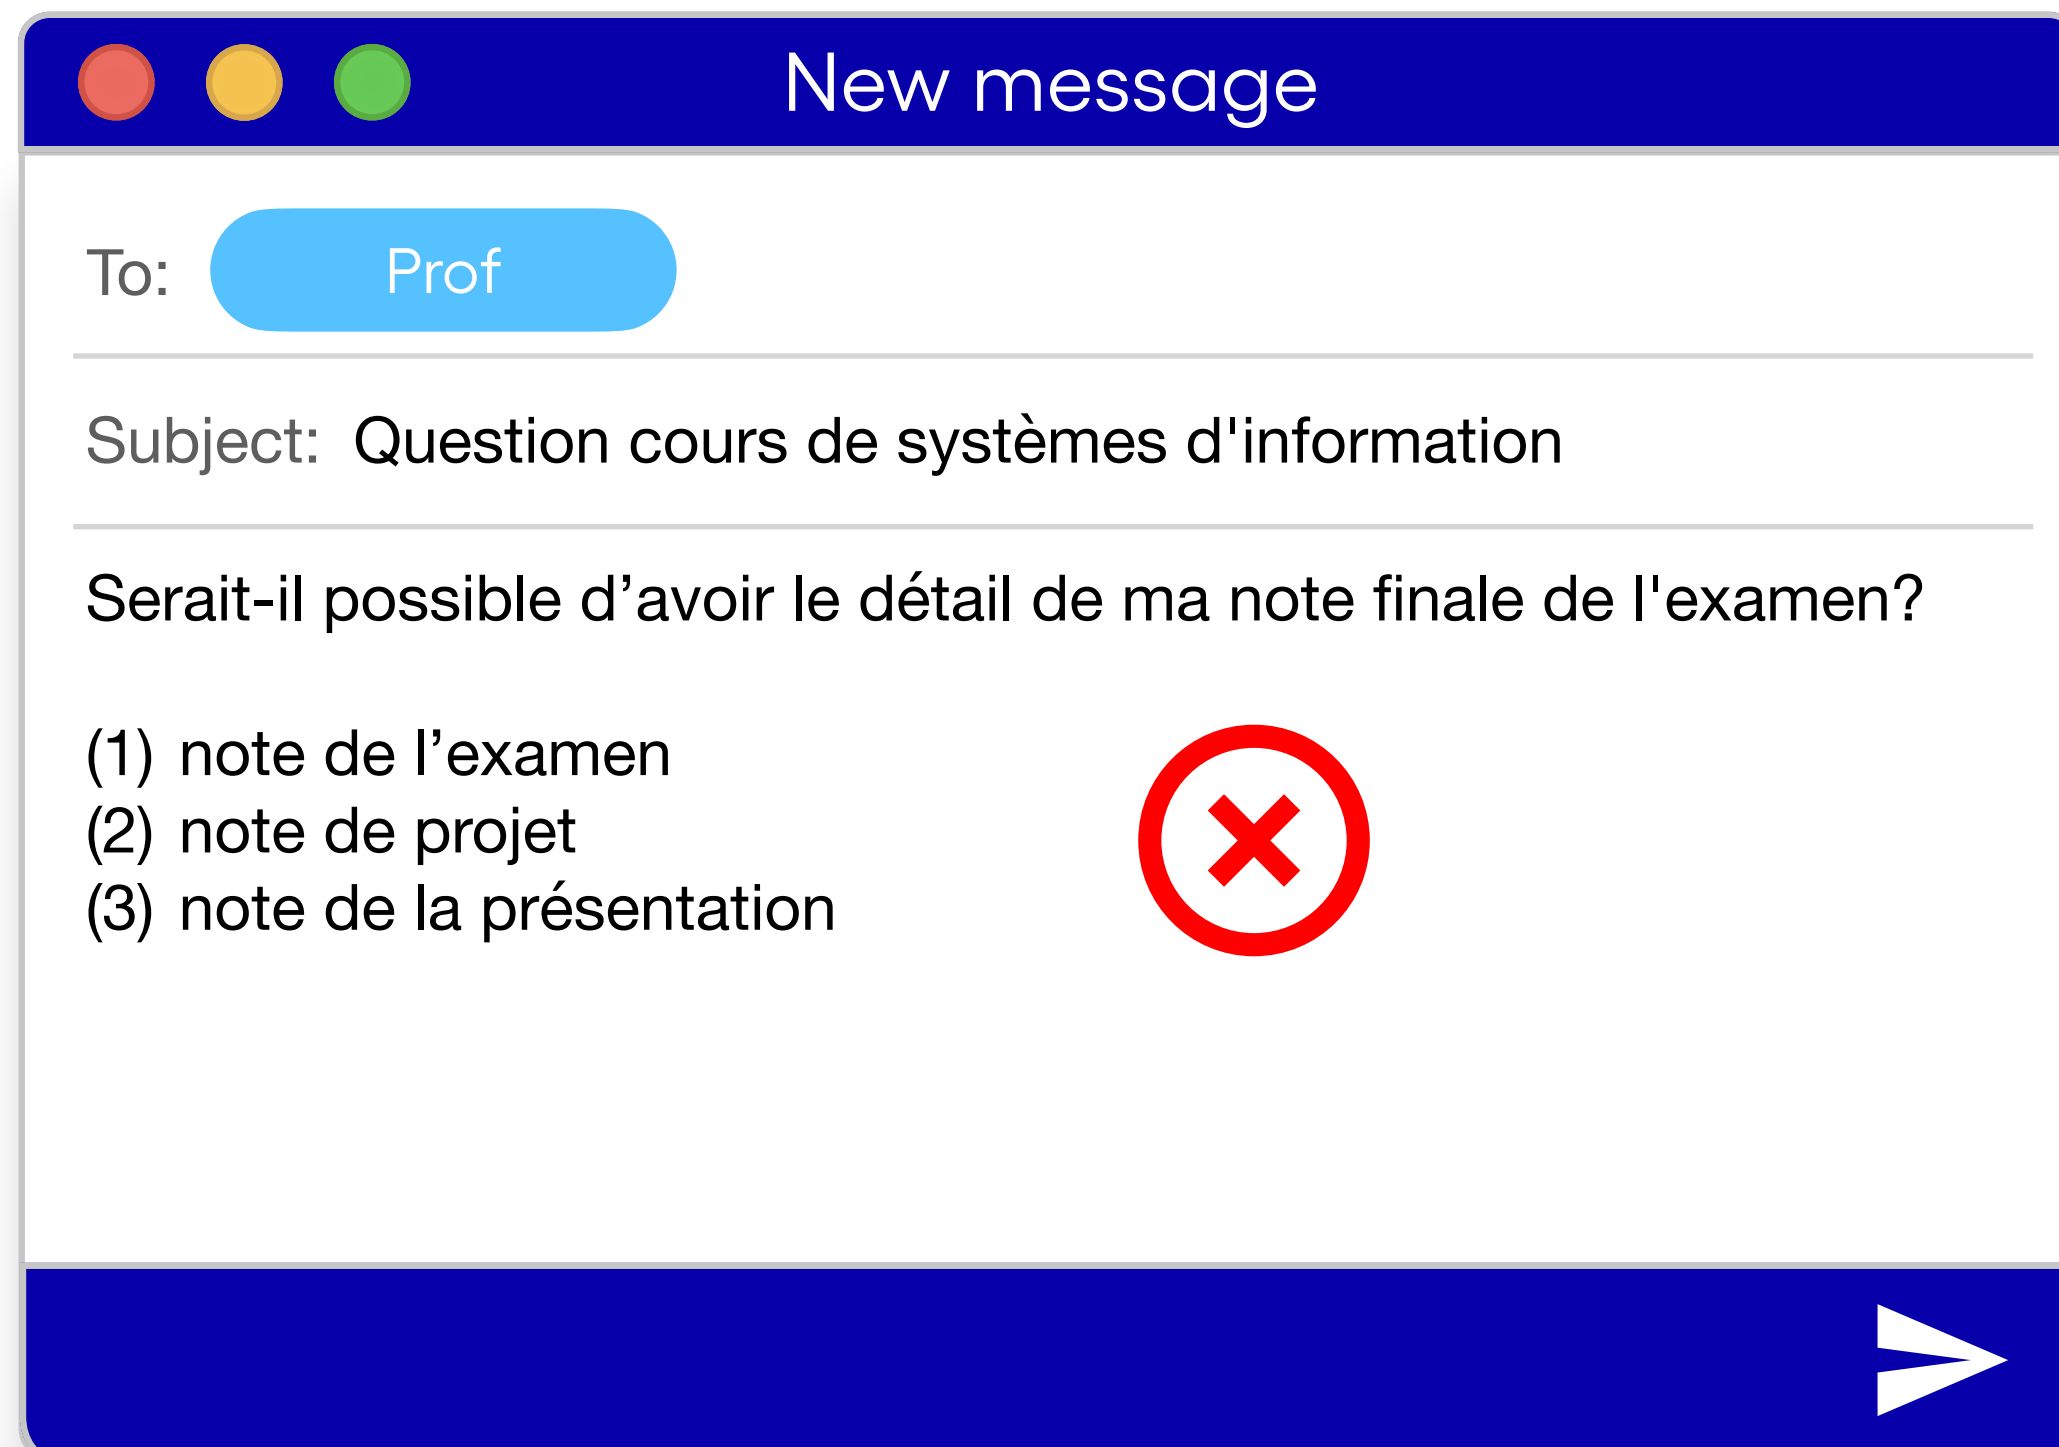 New message
To: Prof
Subject: Question cours de systèmes d'information
Serait-il possible d’avoir le détail de ma note finale de l'examen?
(1) note de l’examen
(2) note de projet
(3) note de la présentation